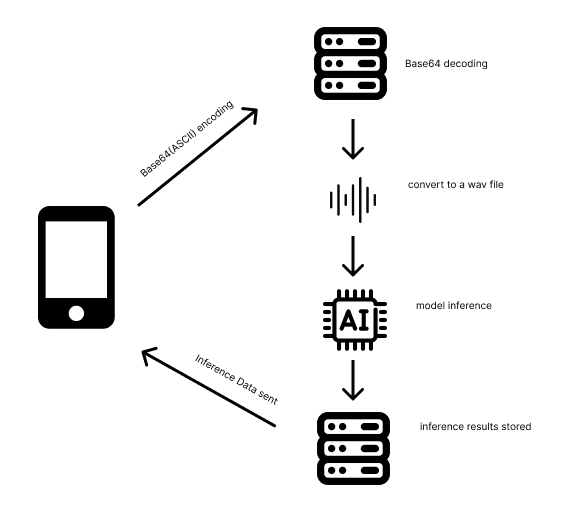 Base64 decoding
Base64(ASCII) encoding
convert to a wav file
AI
model inference
Inference Data sent
inference results stored